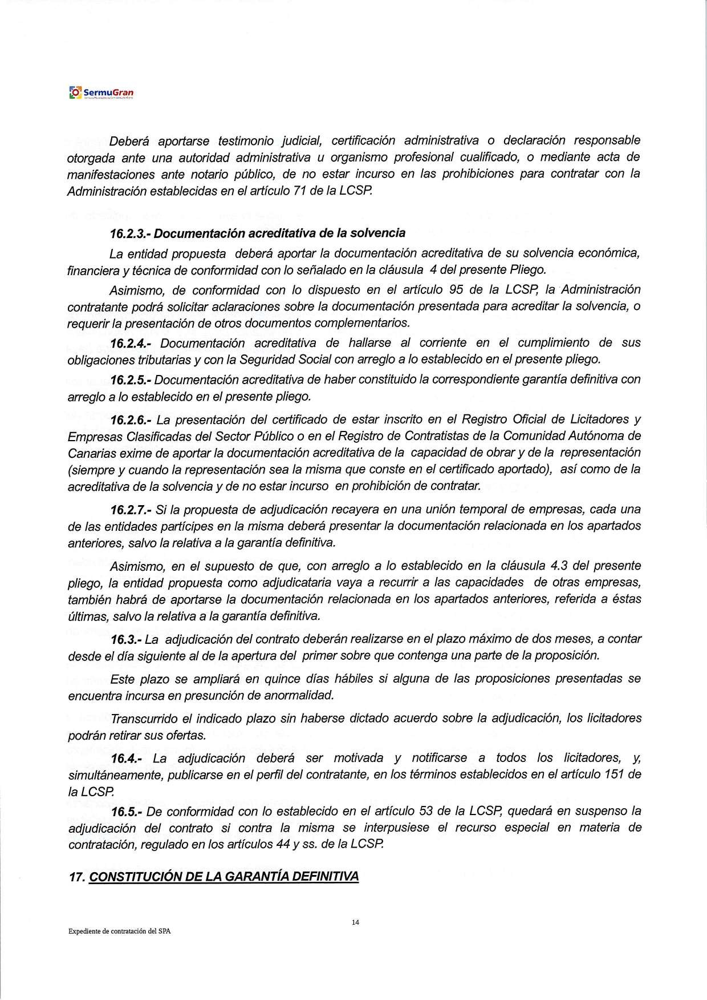 SermuGran
Deberá aportarse testimonio judicial, certificación administrativa o declaración responsable
otorgada ante una autoridad administrativa u organismo profesional cualificado, o mediante acta de
manifestaciones ante notario público, de no estar incurso en las prohibiciones para contratar con la
Administración establecidas en el artículo 71 de la LCSP.
16.2.3.- Documentación acreditativa de la solvencia
La entidad propuesta deberá aportar la documentación acreditativa de su solvencia económica,
financiera y técnica de conformidad con lo señalado en la cláusula 4 del presente Pliego.
Asimismo, de conformidad con lo dispuesto en el artículo 95 de la LCSP, la Administración
contratante podrá solicitar aclaraciones sobre la documentación presentada para acreditar la solvencia, o
requerir la presentación de otros documentos complementarios.
16.2.4.- Documentación acreditativa de hallarse al corriente en el cumplimiento de sus
obligaciones tributarias y con la Seguridad Social con arreglo a lo establecido en el presente pliego.
16.2.5.- Documentación acreditativa de haber constituido la correspondiente garantía definitiva con
arreglo a lo establecido en el presente pliego.
16.2.6.- La presentación del certificado de estar inscrito en el Registro Oficial de Licitadores y
Empresas Clasificadas del Sector Público o en el Registro de Contratistas de la Comunidad Autónoma de
Canarias exime de aportar la documentación acreditativa de la capacidad de obrar y de la representación
(siempre y cuando la representación sea la misma que conste en el certificado aportado), así como de la
acreditativa de la solvencia y de no estar incurso en prohibición de contratar.
16.2.7.- Si la propuesta de adjudicación recayera en una unión temporal de empresas, cada una
de las entidades partícipes en la misma deberá presentar la documentación relacionada en los apartados
anteriores, salvo la relativa a la garantía definitiva.
Asimismo, en el supuesto de que, con arreglo a lo establecido en la cláusula 4.3 del presente
pliego, la entidad propuesta como adjudicataria vaya a recurrir a las capacidades de otras empresas,
también habrá de aportarse la documentación relacionada en los apartados anteriores, referida a éstas
últimas, salvo la relativa a la garantía definitiva.
16.3.- La adjudicación del contrato deberán realizarse en el plazo máximo de dos meses, a contar
desde el día siguiente al de la apertura del primer sobre que contenga una parte de la proposición.
Este plazo se ampliará en quince días hábiles si alguna de las proposiciones presentadas se
encuentra incursa en presunción de anormalidad.
Transcurrido el indicado plazo sin haberse dictado acuerdo sobre la adjudicación, los licitadores
podrán retirar sus ofertas.
16.4.- La adjudicación deberá ser motivada y notificarse a todos los licitadores, y,
simultáneamente, publicarse en el perfil del contratante, en los términos establecidos en el artículo 151 de
la LCSP.
16.5.- De conformidad con lo establecido en el artículo 53 de la LCSP, quedará en suspenso la
adjudicación del contrato si contra la misma se interpusiese el recurso especial en materia de
contratación, regulado en los artículos 44 y ss. de la LCSP.
17. CONSTITUCIÓN DE LA GARANTÍA DEFINITIVA
14
Expediente de contratación del SPA